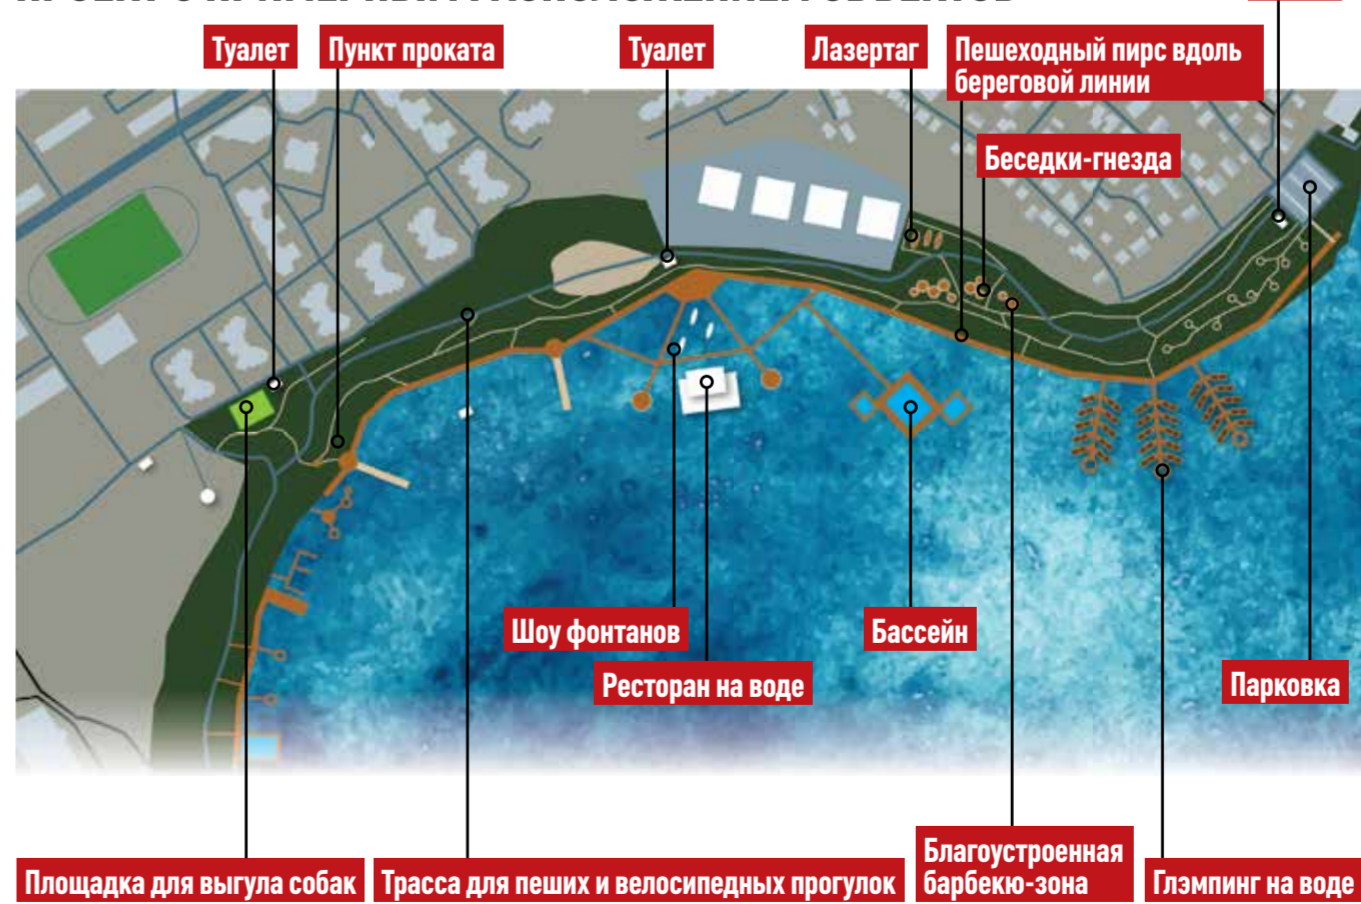 Туалет
Пункт проката
Туалет
Лазертаг
Пешеходный пирс вдоль
береговой линии
Беседки-гнезда
Шоу фонтанов
Ресторан на воде
Бассейн
Парковка
Площадка для выгула собак
Трасса для пеших и велосипедных прогулок
Благоустроенная
барбекю-зона
Глэмпинг на воде